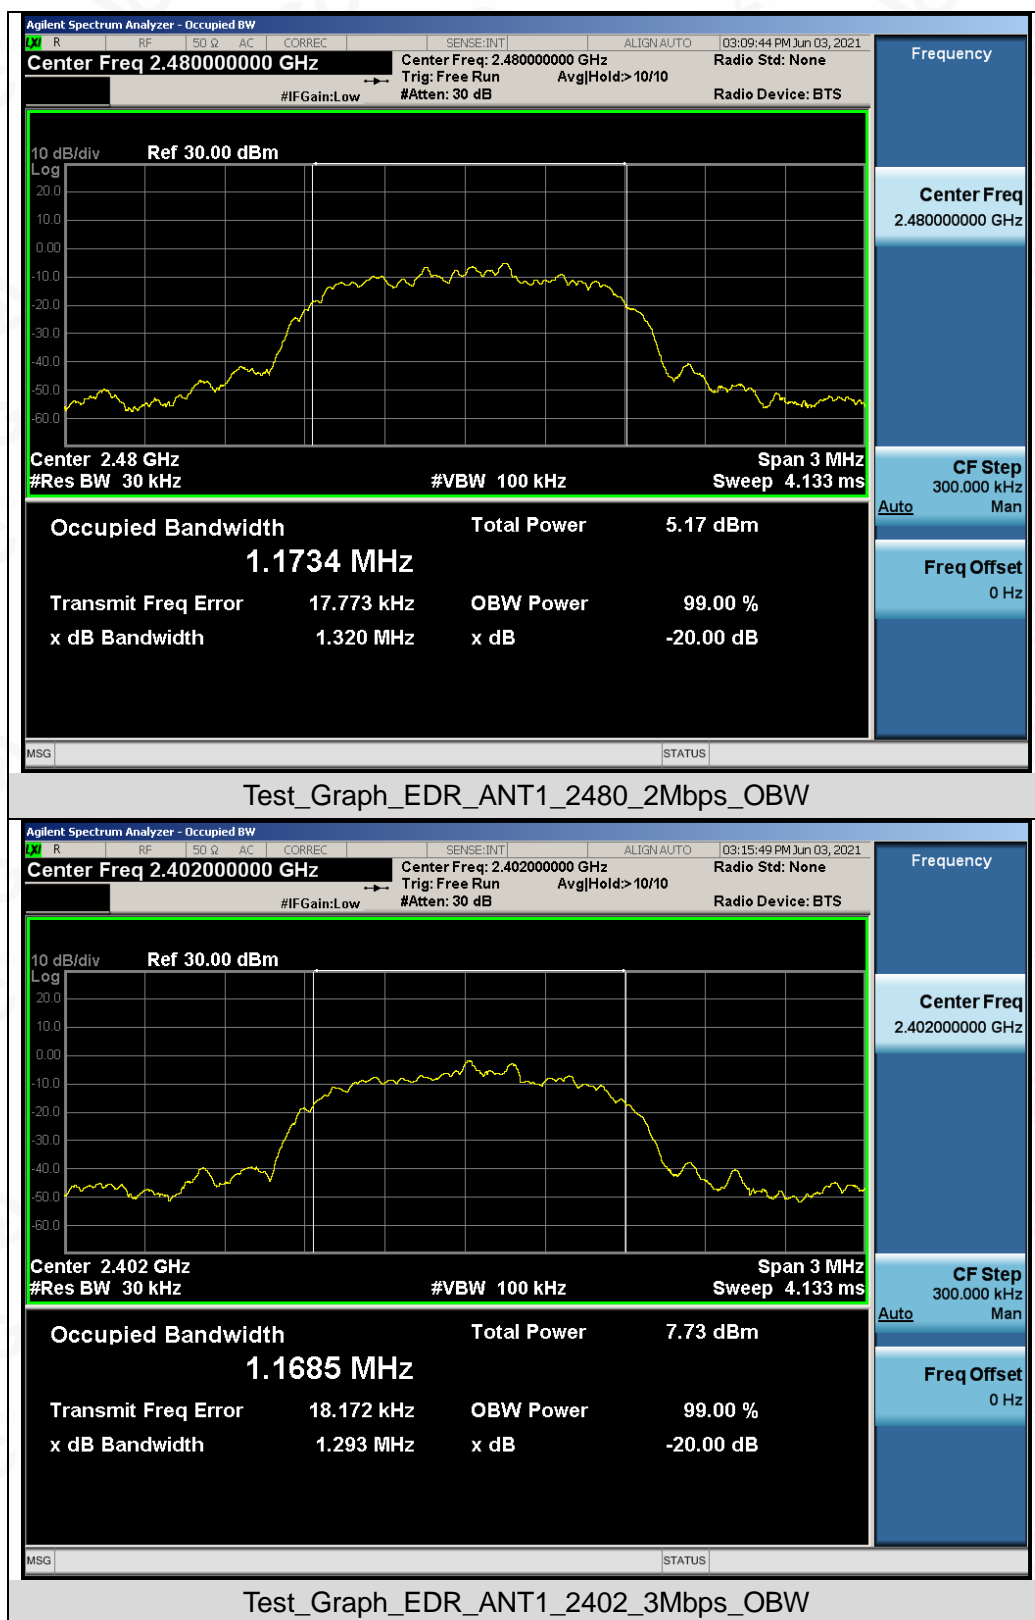 Agilent Spectrum Analyzer - Occupied BW
LXI R RF 50 Ω AC CORREC SENSE:INT ALIGN AUTO 03:09:44 PM Jun 03, 2021
Center Freq 2.480000000 GHz Center Freq: 2.480000000 GHz Radio Std: None
Trig: Free Run Avg|Hold:> 10/10
#IFGain:Low #Atten: 30 dB Radio Device: BTS
Frequency
10 dB/div Ref 30.00 dBm
Log
20.0
10.0
0.00
-10.0
-20.0
-30.0
-40.0
-50.0
-60.0
Center 2.48 GHz Span 3 MHz
#Res BW 30 kHz #VBW 100 kHz Sweep 4.133 ms
Center Freq
2.480000000 GHz
CF Step
300.000 kHz
Auto Man
Freq Offset
0 Hz
Occupied Bandwidth Total Power 5.17 dBm
1.1734 MHz
Transmit Freq Error 17.773 kHz OBW Power 99.00 %
x dB Bandwidth 1.320 MHz x dB -20.00 dB
MSG STATUS
Test_Graph_EDR_ANT1_2480_2Mbps_OBW
Agilent Spectrum Analyzer - Occupied BW
LXI R RF 50 Ω AC CORREC SENSE:INT ALIGN AUTO 03:15:49 PM Jun 03, 2021
Center Freq 2.402000000 GHz Center Freq: 2.402000000 GHz Radio Std: None
Trig: Free Run Avg|Hold:> 10/10
#IFGain:Low #Atten: 30 dB Radio Device: BTS
Frequency
10 dB/div Ref 30.00 dBm
Log
20.0
10.0
0.00
-10.0
-20.0
-30.0
-40.0
-50.0
-60.0
Center 2.402 GHz Span 3 MHz
#Res BW 30 kHz #VBW 100 kHz Sweep 4.133 ms
Center Freq
2.402000000 GHz
CF Step
300.000 kHz
Auto Man
Freq Offset
0 Hz
Occupied Bandwidth Total Power 7.73 dBm
1.1685 MHz
Transmit Freq Error 18.172 kHz OBW Power 99.00 %
x dB Bandwidth 1.293 MHz x dB -20.00 dB
MSG STATUS
Test_Graph_EDR_ANT1_2402_3Mbps_OBW